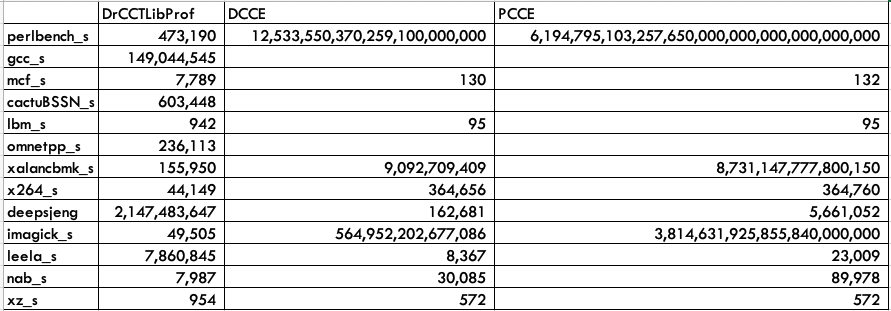 DrCCTLibProf DCCE PCCE
perlbench_s 473,190 12,533,550,370,259,100,000,000 6,194,795,103,257,650,000,000,000,000,000,000
gcc_s 149,044,545
mcf_s 7,789 130 132
cactuBSSN_s 603,448
lbm_s 942 95 95
omnetpp_s 236,113
xalancbmk_s 155,950 9,092,709,409 8,731,147,777,800,150
x264_s 44,149 364,656 364,760
deepsjeng 2,147,483,647 162,681 5,661,052
imagick_s 49,505 564,952,202,677,086 3,814,631,925,855,840,000,000
leela_s 7,860,845 8,367 23,009
nab_s 7,987 30,085 89,978
xz_s 954 572 572